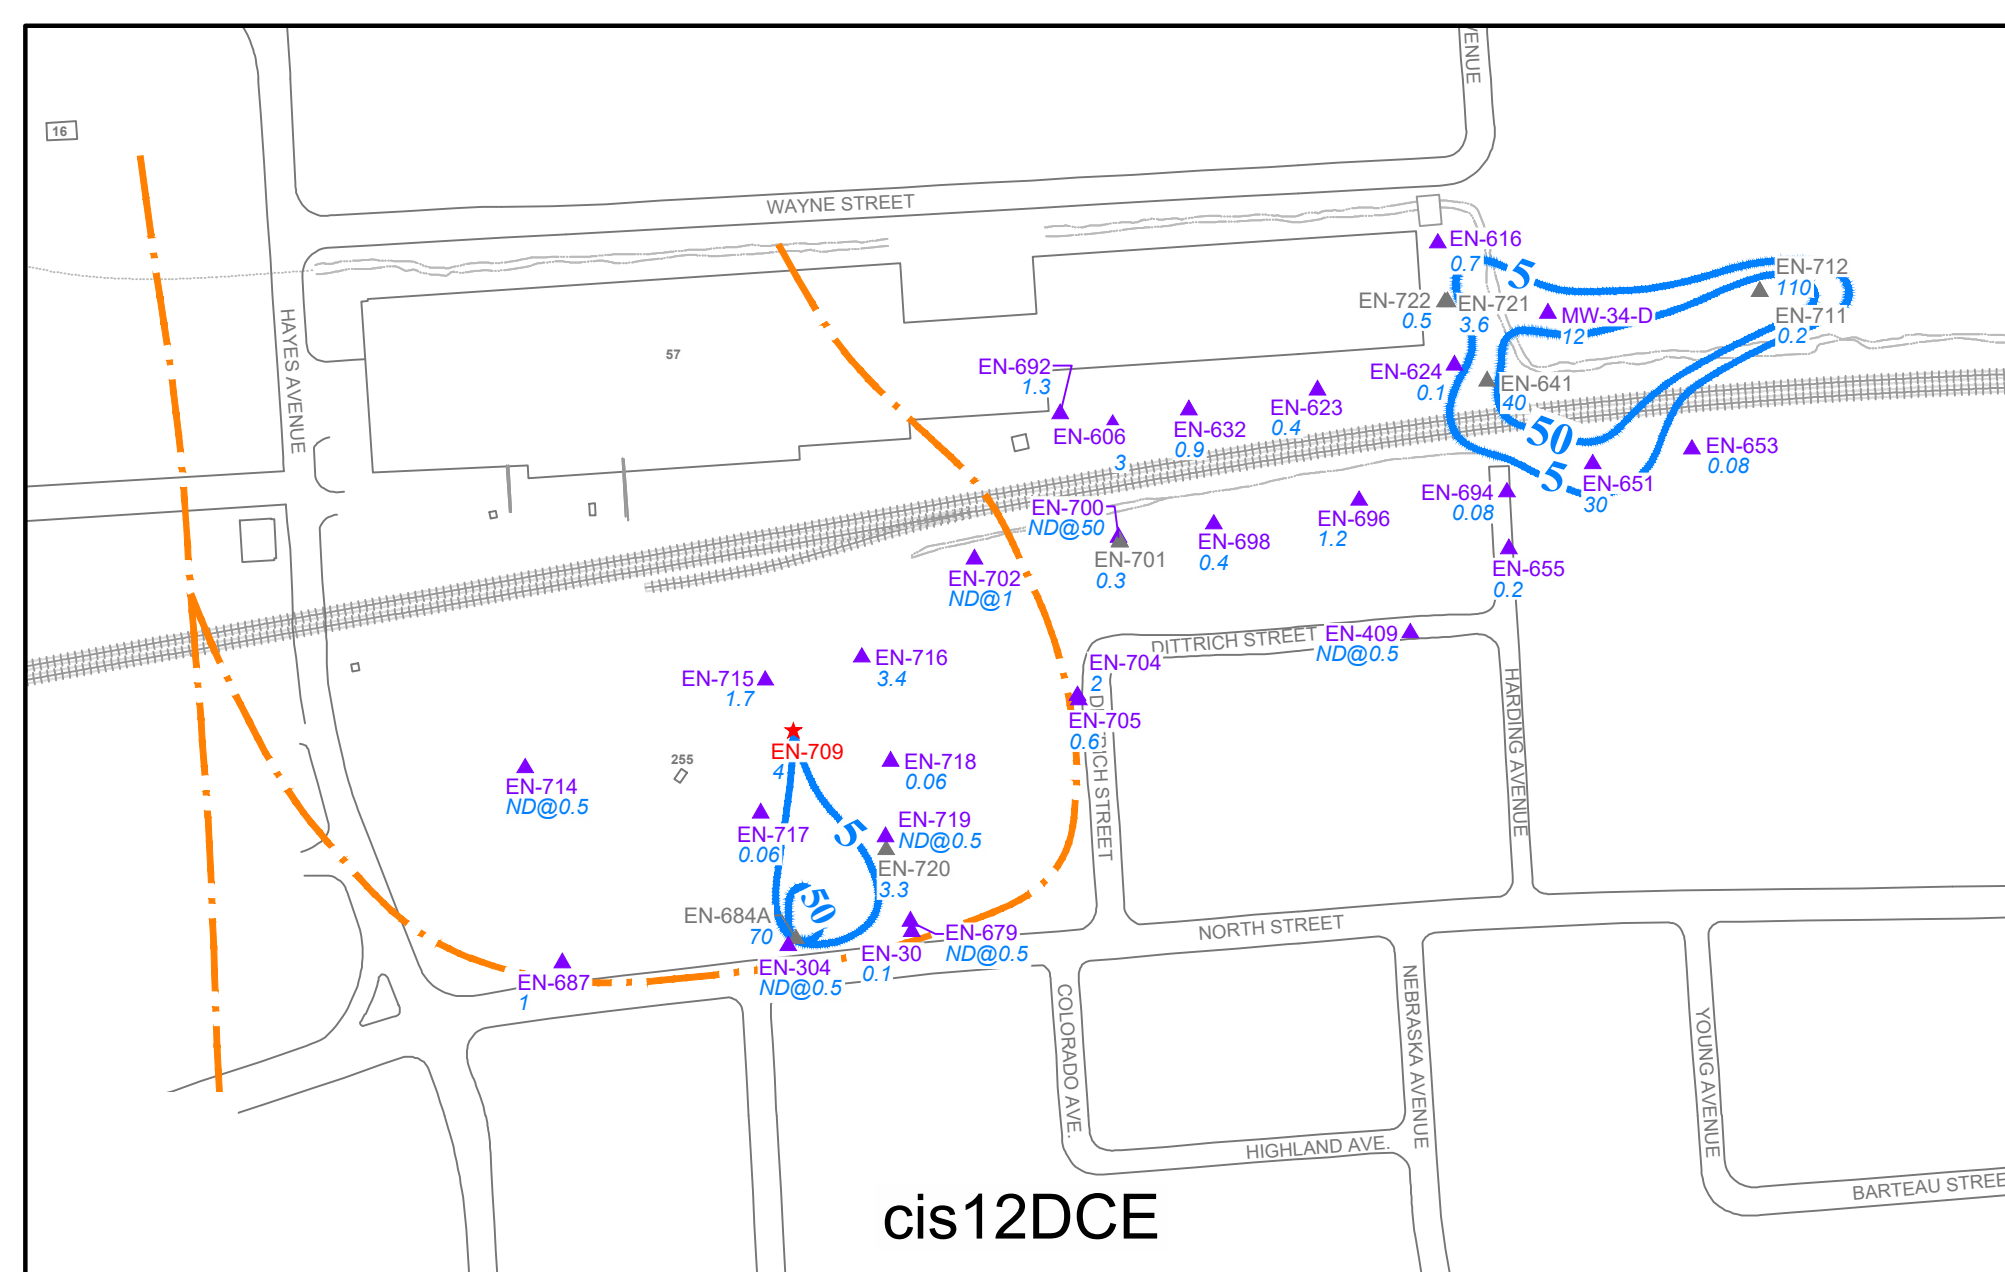 VENUE
16
WAYNE STREET
EN-616
0.7
5
EN-712
110
EN-722
0.5
EN-721
3.6
MW-34-D
12
EN-711
0.2
HAYES AVENUE
57
EN-692
1.3
EN-624
0.1
EN-641
40
EN-623
0.4
EN-606
3
EN-632
0.9
50
EN-653
0.08
5
EN-651
30
EN-694
0.08
EN-700
ND@50
EN-696
1.2
EN-698
0.4
EN-701
0.3
EN-702
ND@1
EN-655
0.2
DITTRICH STREET
EN-409
ND@0.5
EN-716
3.4
EN-704
2
EN-715
1.7
HARDING AVENUE
EN-705
0.6
D
ICH STREET
EN-709
4
255
EN-718
0.06
EN-714
ND@0.5
EN-717
0.06
5
EN-719
ND@0.5
EN-720
3.3
50
EN-684A
70
EN-679
ND@0.5
NORTH STREET
EN-30
0.1
EN-304
ND@0.5
EN-687
1
COLORADO AVE.
NEBRASKA AVENUE
YOUNG AVENUE
HIGHLAND AVE.
BARTEAU STREE
cis12DCE